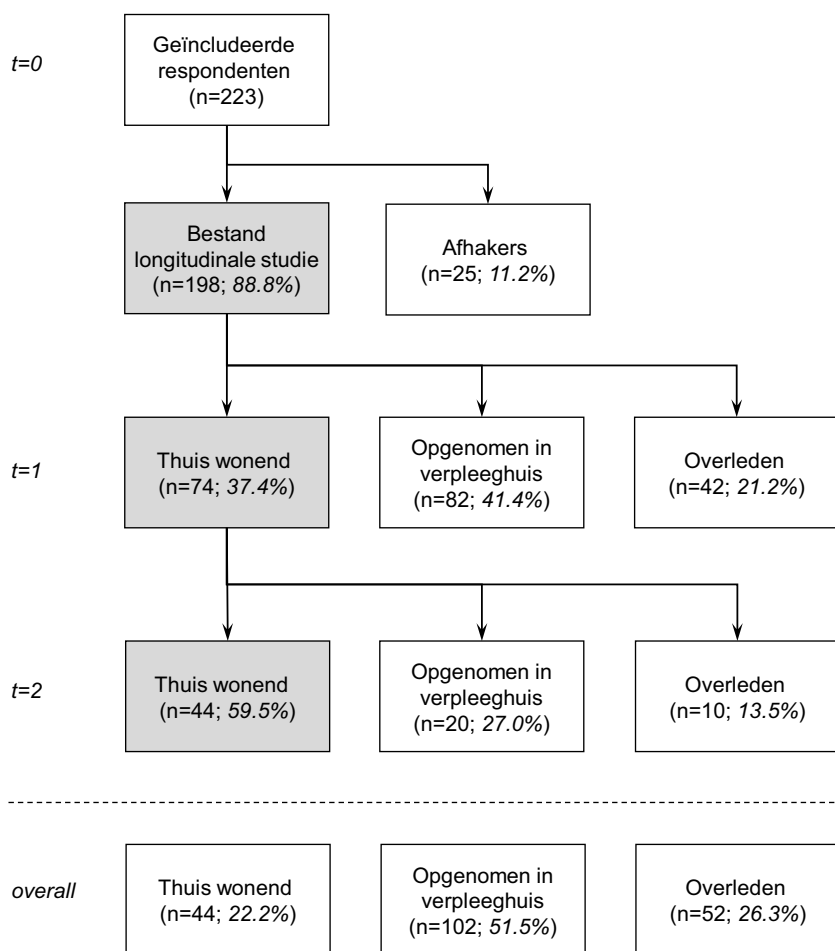 t=0
Geïncludeerde
respondenten
(n=223)
Bestand
longitudinale studie
(n=198; 88.8%)
Afhakers
(n=25; 11.2%)
t=1
Thuis wonend
(n=74; 37.4%)
Opgenomen in
verpleeghuis
(n=82; 41.4%)
Overleden
(n=42; 21.2%)
t=2
Thuis wonend
(n=44; 59.5%)
Opgenomen in
verpleeghuis
(n=20; 27.0%)
Overleden
(n=10; 13.5%)
overall
Thuis wonend
(n=44; 22.2%)
Opgenomen in
verpleeghuis
(n=102; 51.5%)
Overleden
(n=52; 26.3%)